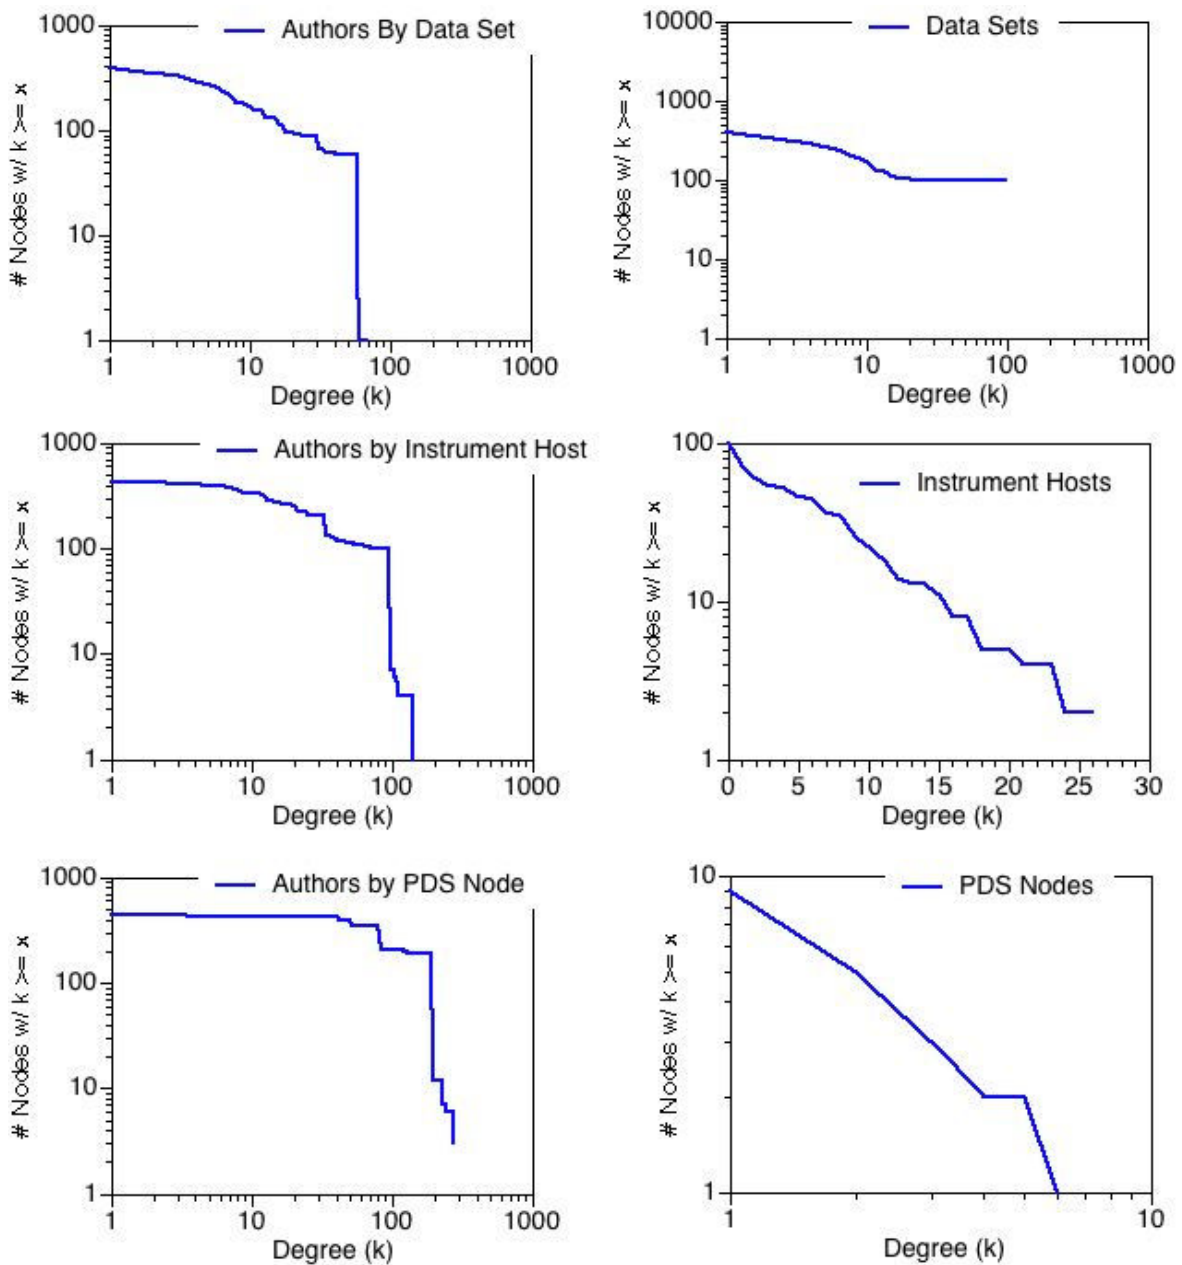 Authors By Data Set
# Nodes w/ k >= x
1000
100
10
1
1 10 100 1000
Degree (k)
Data Sets
# Nodes w/ k >= x
10000
1000
100
10
1
1 10 100 1000
Degree (k)
Authors by Instrument Host
# Nodes w/ k >= x
1000
100
10
1
1 10 100 1000
Degree (k)
Instrument Hosts
# Nodes w/ k >= x
100
10
1
0 5 10 15 20 25 30
Degree (k)
Authors by PDS Node
# Nodes w/ k >= x
1000
100
10
1
1 10 100 1000
Degree (k)
PDS Nodes
# Nodes w/ k >= x
10
1
1 10
Degree (k)